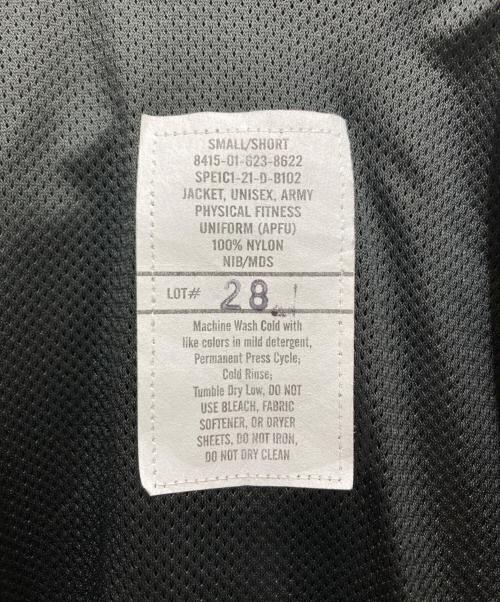 SMALL/SHORT
8415-01-623-8622
SPE1C1-21-D-B102
JACKET, UNISEX, ARMY
PHYSICAL FITNESS
UNIFORM (APFU)
100% NYLON
NIB/MDS
LOT# 28
Machine Wash Cold with
like colors in mild detergent,
Permanent Press Cycle;
Cold Rinse;
Tumble Dry Low, DO NOT
USE BLEACH, FABRIC
SOFTENER, OR DRYER
SHEETS, DO NOT IRON,
DO NOT DRY CLEAN